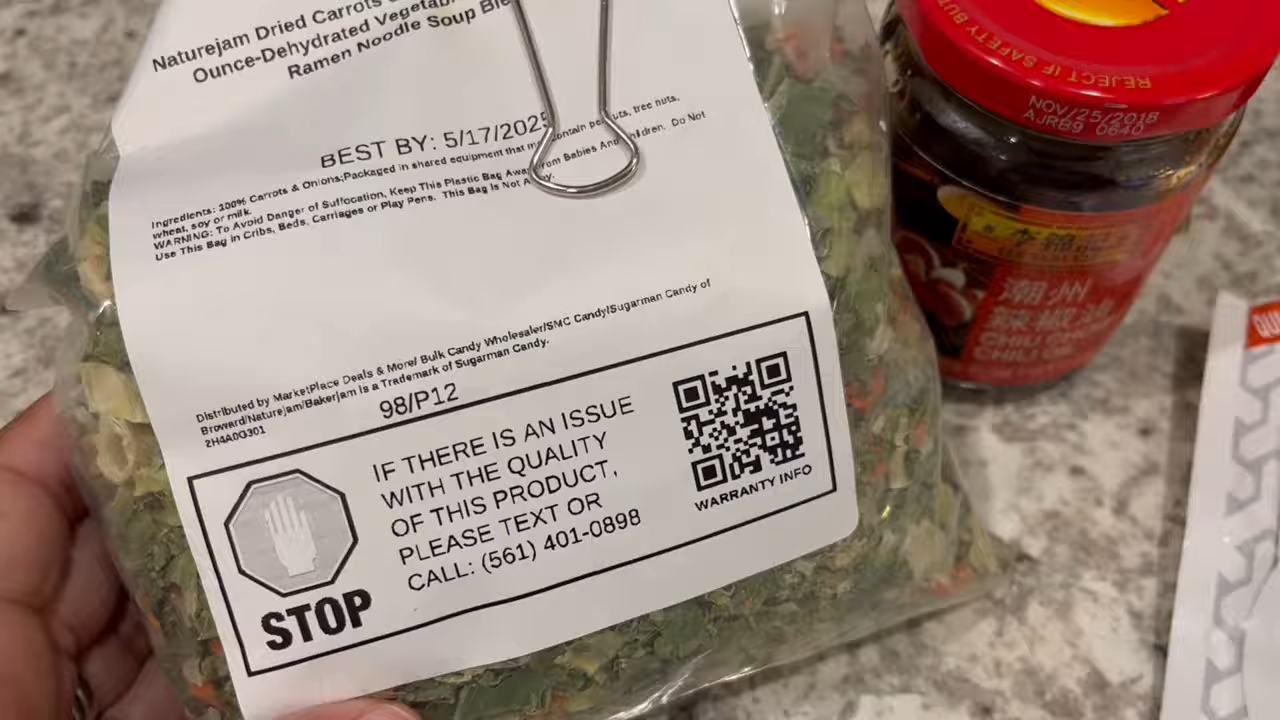 Naturejam Dried Carrots
Ounce-Dehydrated
Ramen Noodle Soup
BEST BY: 5/17/202
Ingredients: 100% Carrots & Onions;Packaged in shared equipment that contain nuts, tree nuts,
wheat, soy or milk.
WARNING: To Avoid Danger of Suffocation, Keep This Plastic Bag Away From Babies And Children. Do Not
Use This Bag in Cribs, Beds, Carriages or Play Pens. This Bag Is Not A
Distributed by MarketPlace Deals & More/ Bulk Candy Wholesaler/SMC Candy/Sugarman Candy of
Broward/Naturejam/Bakerjam is a Trademark of Sugarman Candy.
2H4A0G301
98/P12
STOP
IF THERE IS AN ISSUE
WITH THE QUALITY
OF THIS PRODUCT,
PLEASE TEXT OR
CALL: (561) 401-0898
WARRANTY INFO
REJECT IF SAFETY
NOV/25/2018
AJRB9 0640
潮州
辣椒油
CHIU CHOW
CHILI
QU